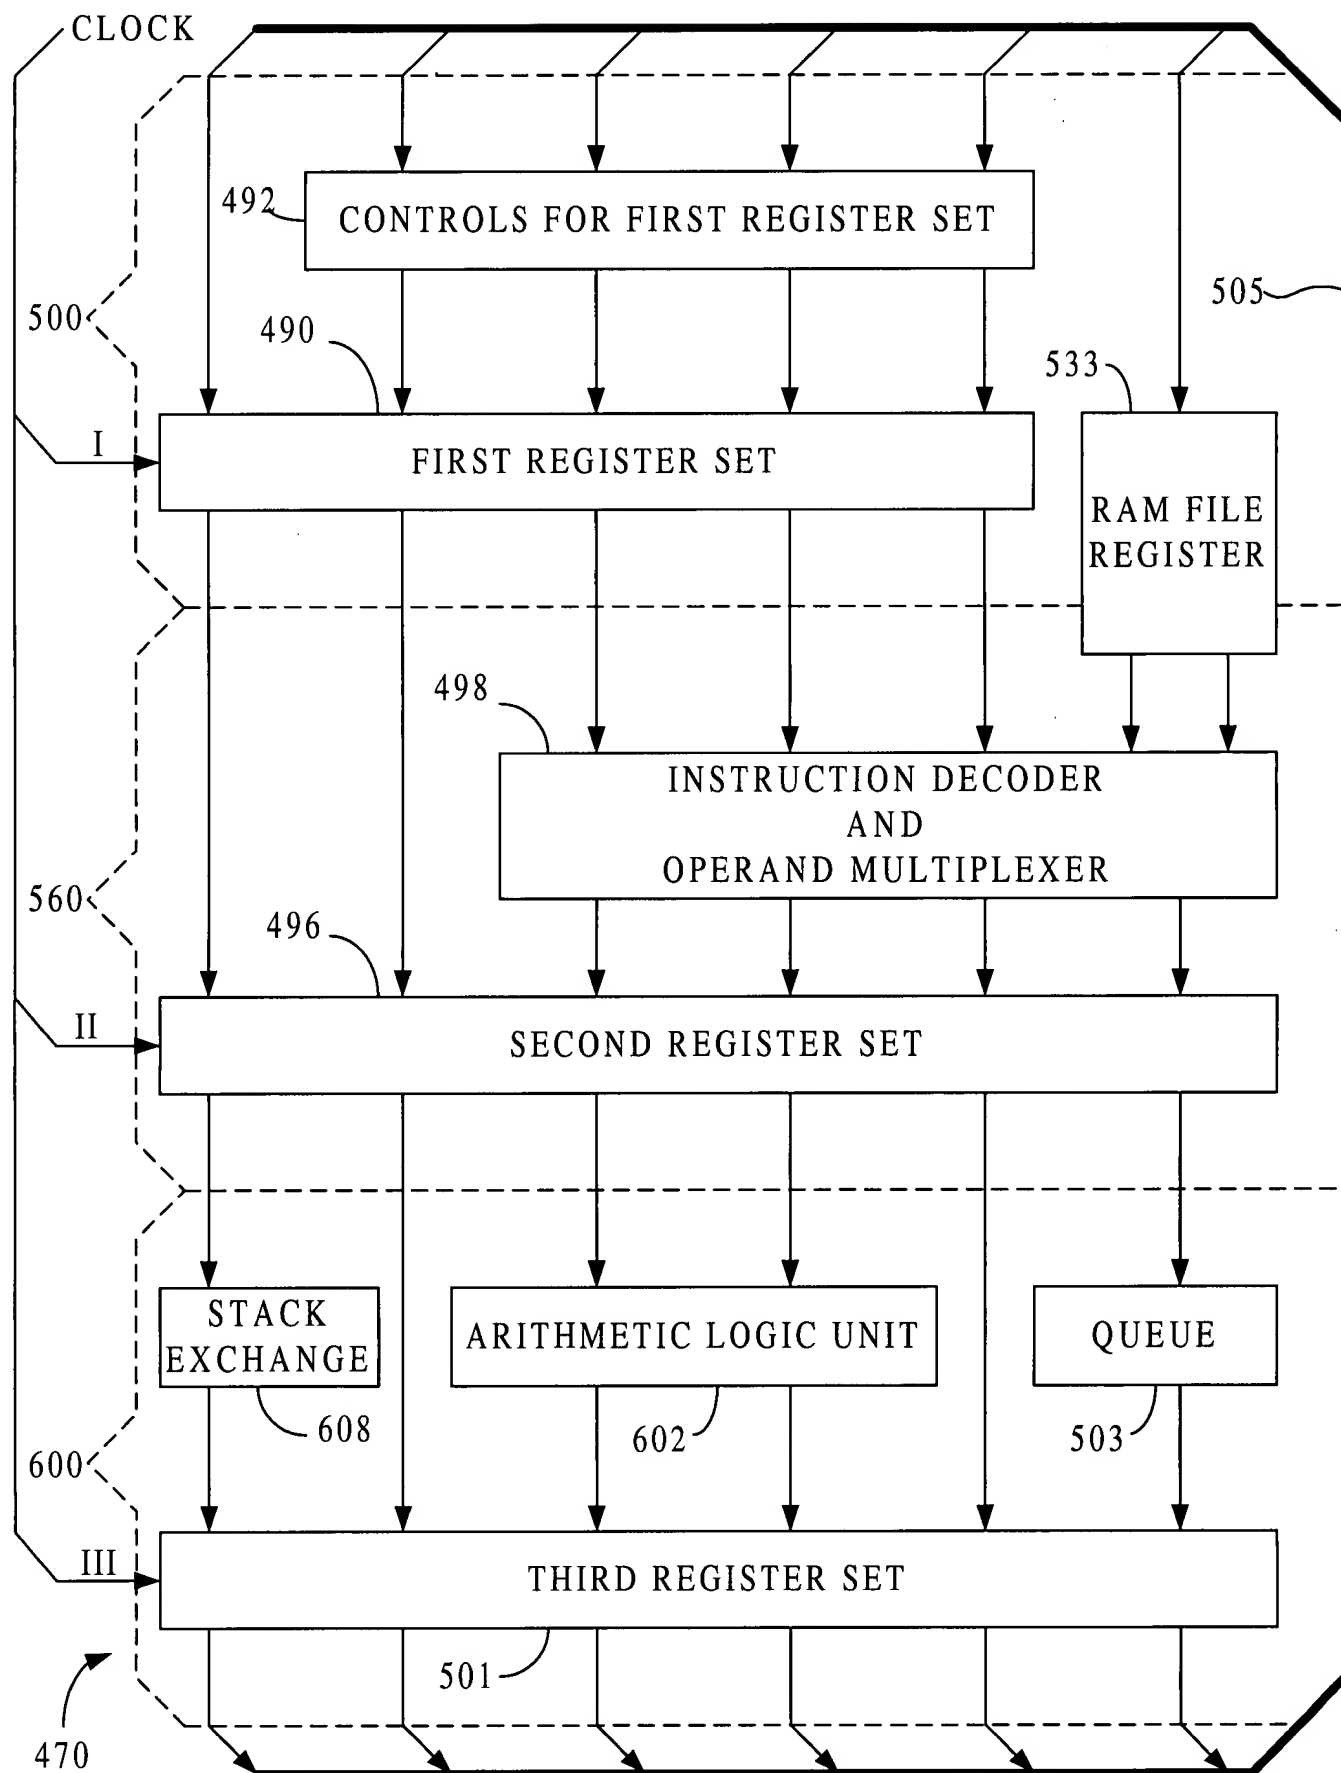 CLOCK
492
CONTROLS FOR FIRST REGISTER SET
500
505
490
533
I
FIRST REGISTER SET
RAM FILE
REGISTER
498
INSTRUCTION DECODER
AND
OPERAND MULTIPLEXER
560
496
II
SECOND REGISTER SET
STACK
EXCHANGE
ARITHMETIC LOGIC UNIT
QUEUE
608
602
503
600
III
THIRD REGISTER SET
501
470